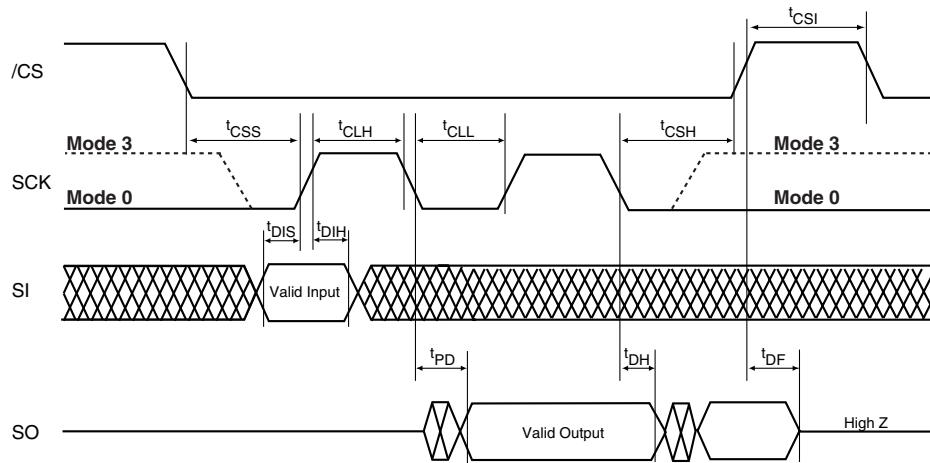 tCSI
/CS
tCSS
tCLH
tCLL
tCSH
Mode 3
Mode 3
SCK
Mode 0
Mode 0
tDIS
tDIH
SI
Valid Input
tPD
tDH
tDF
SO
Valid Output
High Z